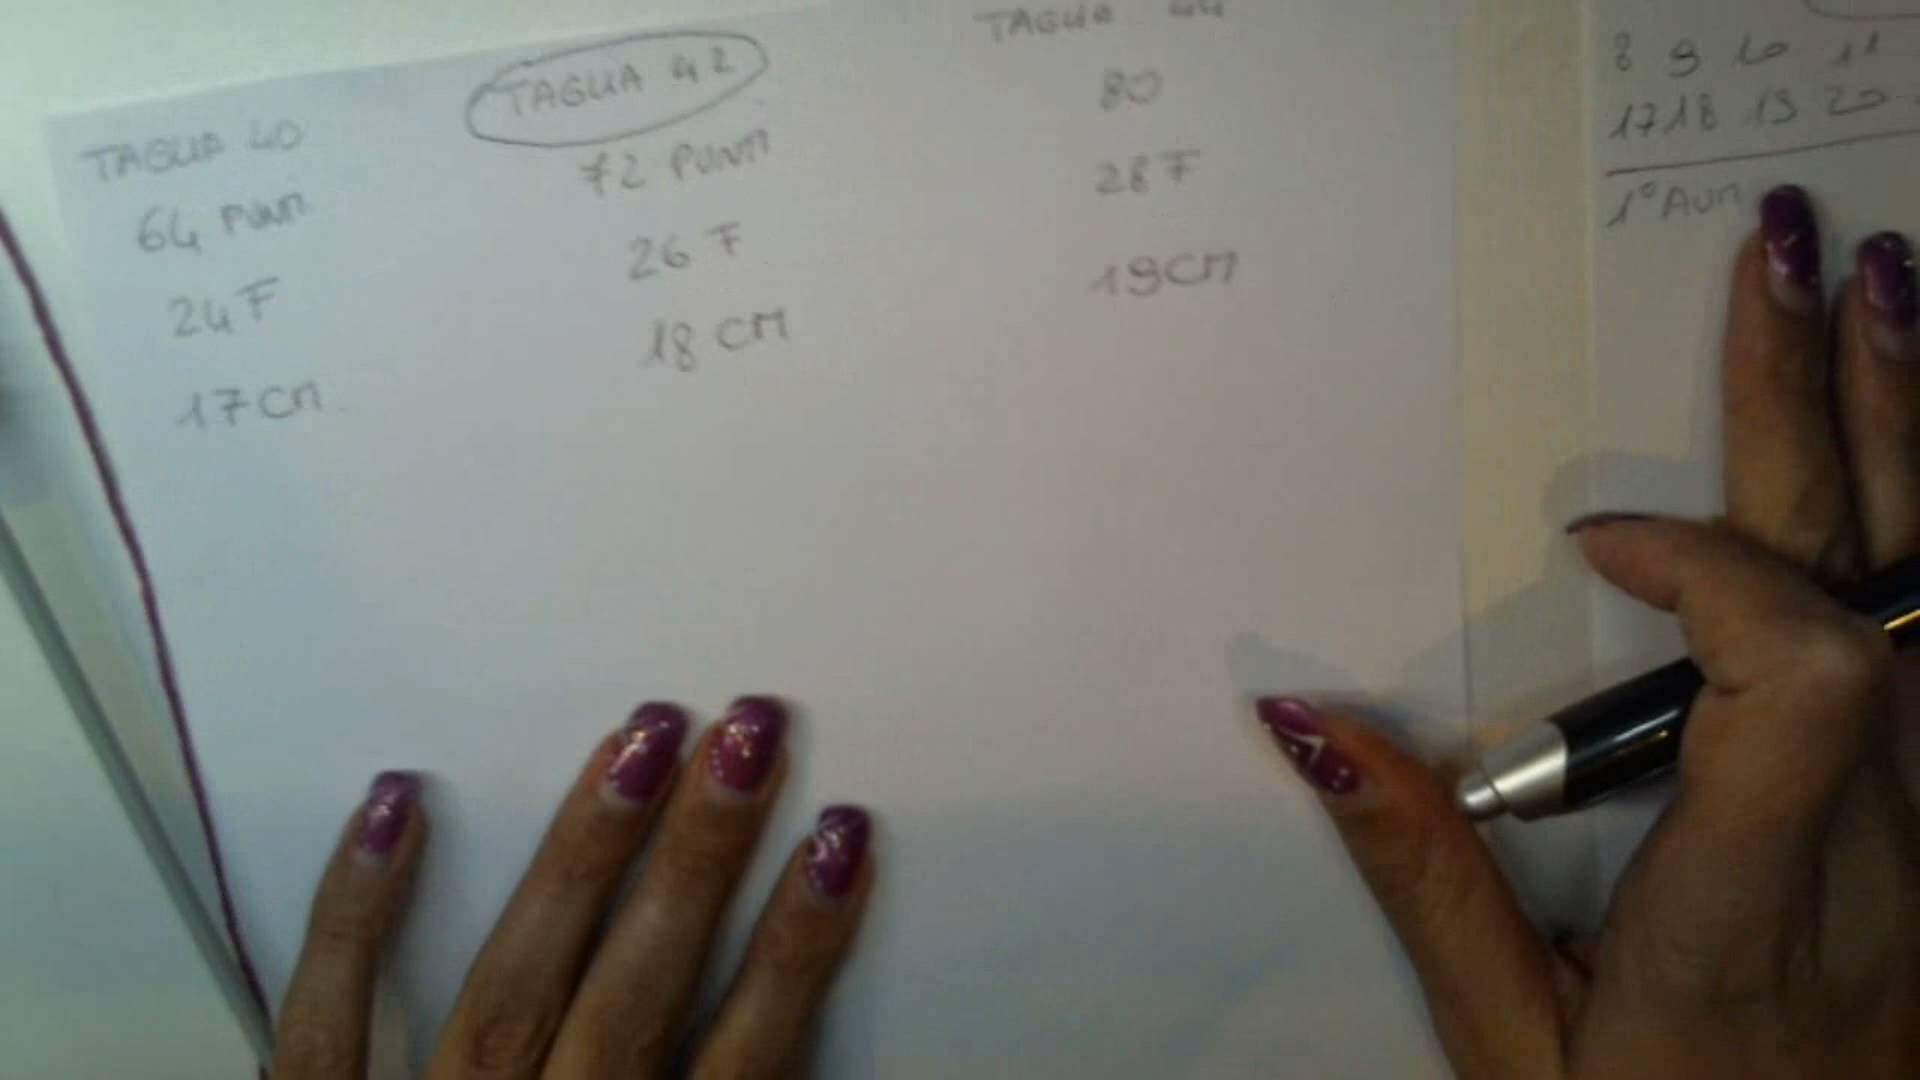 TAGLIA 40
64 PUNTI
24 F
17 CM
TAGLIA 42
72 PUNTI
26 F
18 CM
TAGLIA 44
80
28 F
19 CM
8 9 10 11
17 18 19 20
1° AUM